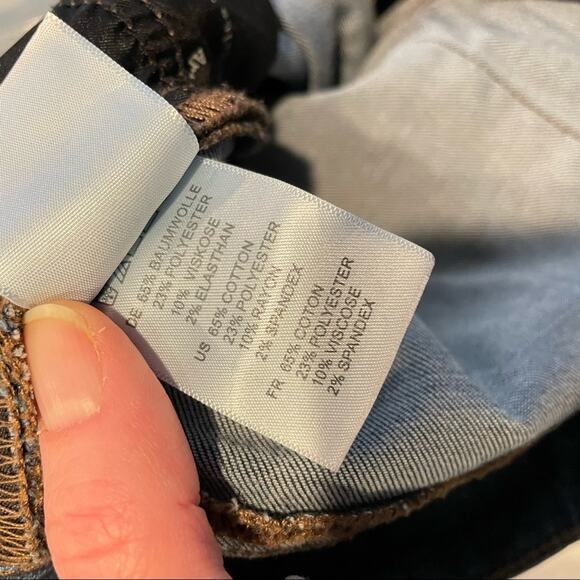 DE 65% BAUMWOLLE
23% POLYESTER
10% VISKOSE
2% ELASTHAN
US 65% COTTON
23% POLYESTER
10% RAYON
2% SPANDEX
FR 65% COTON
23% POLYESTER
10% VISCOSE
2% SPANDEX